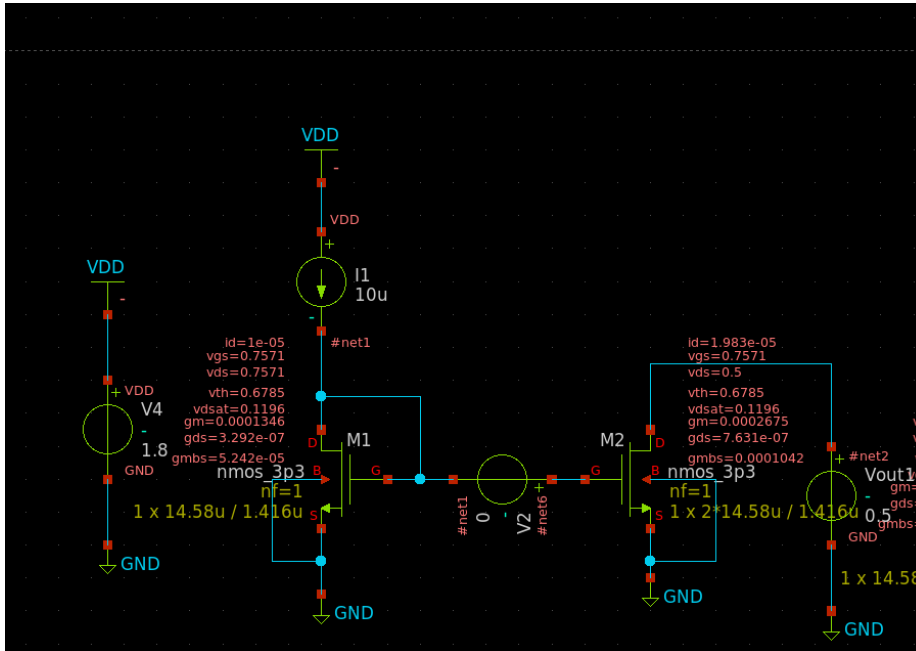 VDD
-
VDD
+
I1
10u
-
#net1
VDD
-
+ VDD
V4
-
1.8
GND
GND
id=1e-05
vgs=0.7571
vds=0.7571
vth=0.6785
vdsat=0.1196
gm=0.0001346
gds=3.292e-07
gmbs=5.242e-05
D
M1
B
G
nmos_3p3
nf=1
1 x 14.58u / 1.416u
S
GND
#net1
0
-
V2
+
#net6
id=1.983e-05
vgs=0.7571
vds=0.5
vth=0.6785
vdsat=0.1196
gm=0.0002675
gds=7.631e-07
gmbs=0.0001042
D
M2
G
B
nmos_3p3
nf=1
1 x 2*14.58u / 1.416u
S
GND
+ #net2
Vout1
-
0.5
GND
gm=
gds=
gmbs=
1 x 14.58
GND